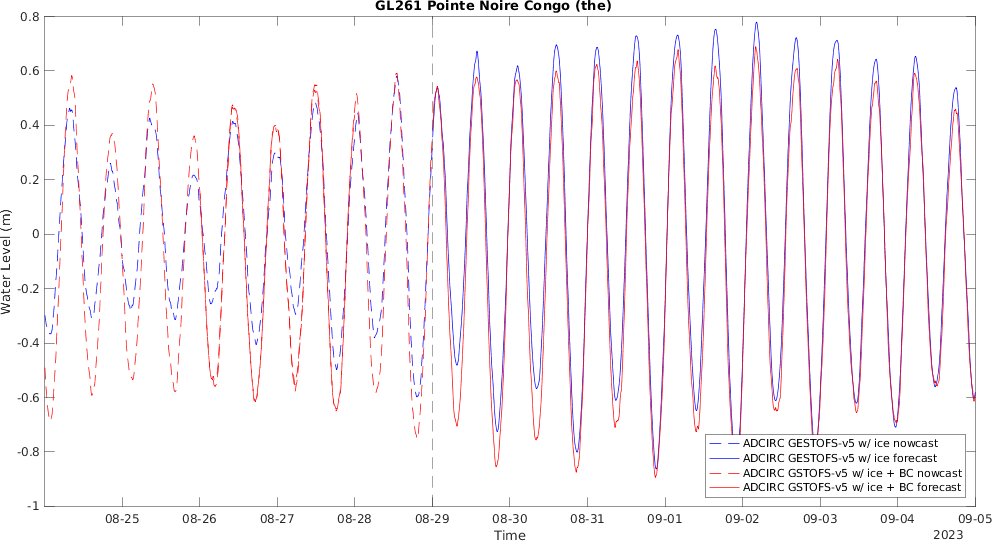 GL261 Pointe Noire Congo (the)
0.8
0.6
0.4
0.2
0
-0.2
-0.4
-0.6
-0.8
-1
Water Level (m)
ADCIRC GESTOFS-v5 w/ ice nowcast
ADCIRC GESTOFS-v5 w/ ice forecast
ADCIRC GSTOFS-v5 w/ ice + BC nowcast
ADCIRC GSTOFS-v5 w/ ice + BC forecast
08-25 08-26 08-27 08-28 08-29 08-30 08-31 09-01 09-02 09-03 09-04 09-05
Time
2023